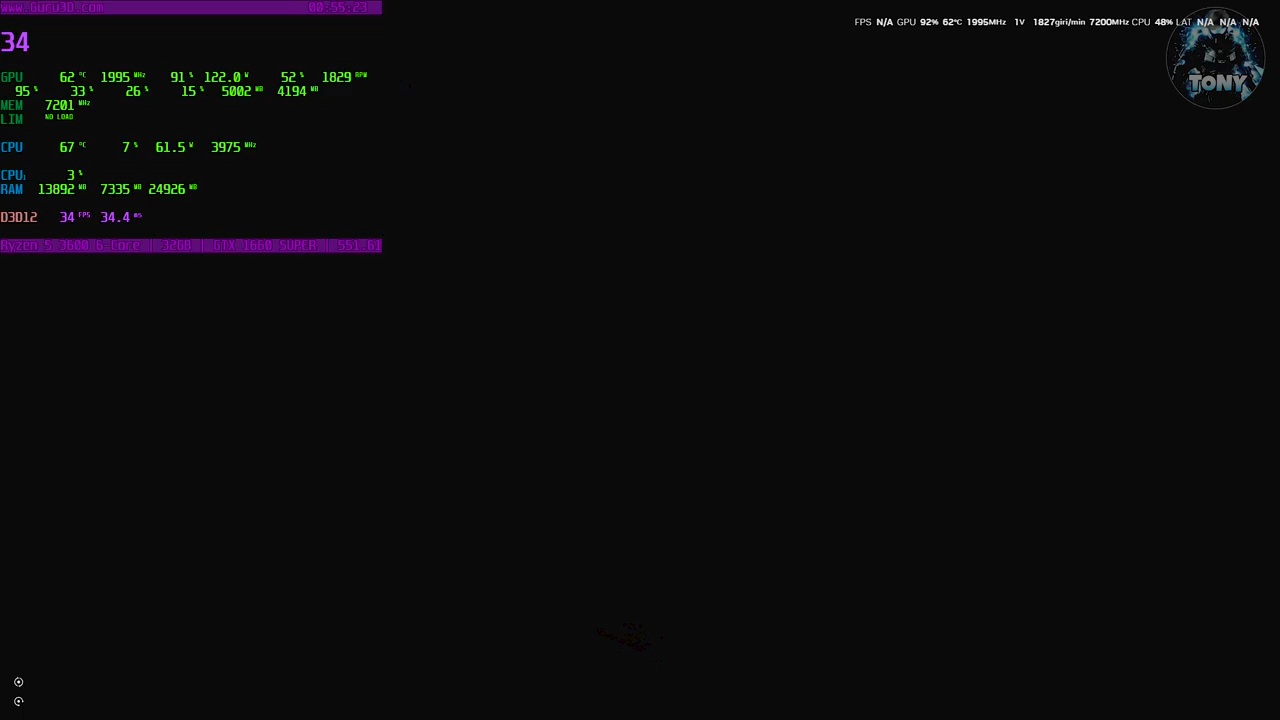 www.Guru3D.com 00:55:23
FPS N/A GPU 92% 62°C 1995MHz 1V 1827giri/min 7200MHz CPU 48% LAT N/A N/A N/A
34
TONY
GPU 62 °C 1995 MHz 91 % 122.0 W 52 % 1829 RPM
95 % 33 % 26 % 15 % 5002 MB 4194 MB
MEM 7201 MHz
LIM NO LOAD
CPU 67 °C 7 % 61.5 W 3975 MHz
CPU1 3 %
RAM 13892 MB 7335 MB 24926 MB
D3D12 34 FPS 34.4 ms
Ryzen 5 3600 6-Core | 32GB | GTX 1660 SUPER | 551.61